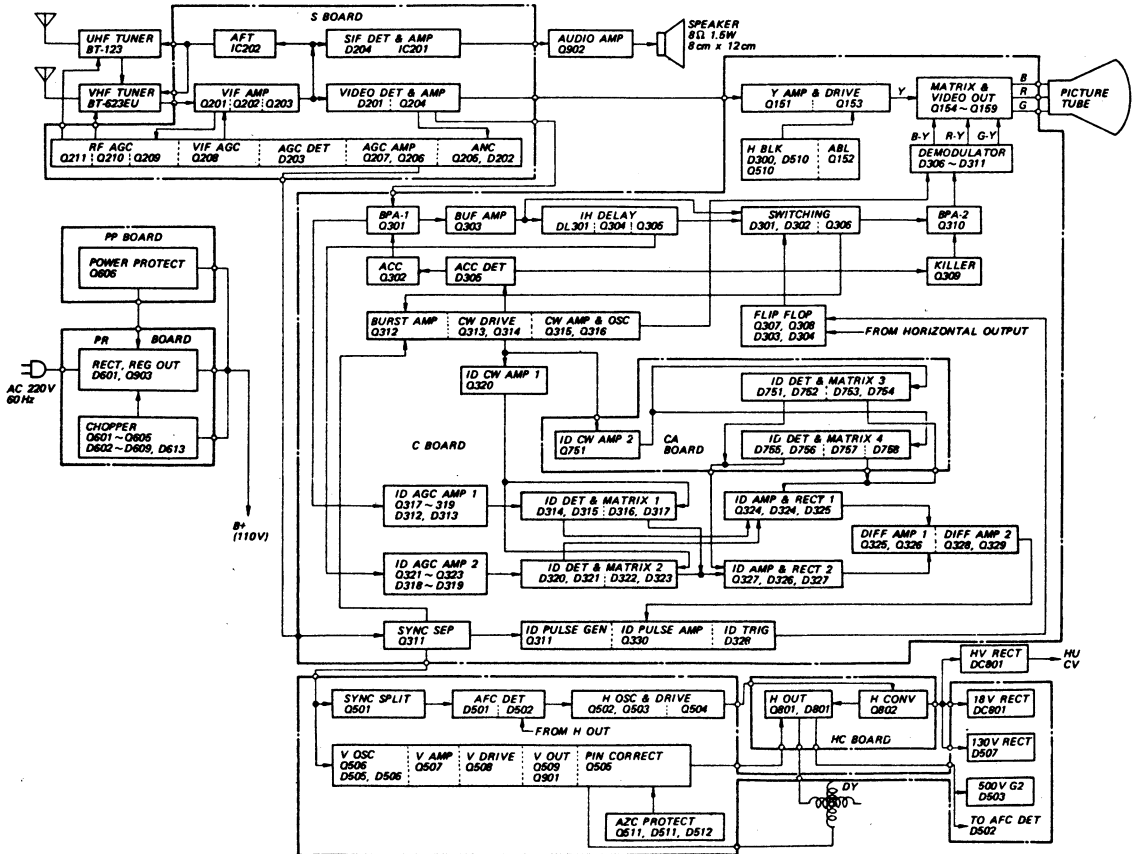 S BOARD
UHF TUNER
BT-123
AFT
IC202
SIF DET & AMP
D204 IC201
AUDIO AMP
Q902
SPEAKER
8Ω 1.5W
8cm x 12cm
VHF TUNER
BT-623EU
VIF AMP
Q201 Q202 Q203
VIDEO DET & AMP
D201 Q204
RF AGC
Q211 Q210 Q209
VIF AGC
Q208
AGC DET
D203
AGC AMP
Q207, Q206
ANC
Q205, D202
Y AMP & DRIVE
Q151 Q153
Y
MATRIX &
VIDEO OUT
Q154 ~ Q159
B
R
G
PICTURE
TUBE
B-Y R-Y G-Y
H BLK
D300, D510
Q510
ABL
Q152
DEMODULATOR
D306 ~ D311
BPA-1
Q301
BUF AMP
Q303
IH DELAY
DL301 Q304 Q305
SWITCHING
D301, D302 Q306
BPA-2
Q310
ACC
Q302
ACC DET
D305
KILLER
Q309
PP BOARD
POWER PROTECT
Q606
PR BOARD
RECT, REG OUT
D601, Q903
AC 220V
60Hz
CHOPPER
Q601 ~ Q605
D602 ~ D609, D613
B+
(110V)
BURST AMP
Q312
CW DRIVE
Q313, Q314
CW AMP & OSC
Q315, Q316
FLIP FLOP
Q307, Q308
D303, D304
FROM HORIZONTAL OUTPUT
ID CW AMP 1
Q320
ID DET & MATRIX 3
D751, D752 D753, D754
ID CW AMP 2
Q751
CA
BOARD
ID DET & MATRIX 4
D755, D756 D757 D758
C BOARD
ID AGC AMP 1
Q317 ~ 319
D312, D313
ID DET & MATRIX 1
D314, D315 D316, D317
ID AMP & RECT 1
Q324, D324, D325
DIFF AMP 1
Q325, Q326
DIFF AMP 2
Q328, Q329
ID AGC AMP 2
Q321 ~ Q323
D318 ~ D319
ID DET & MATRIX 2
D320, D321 D322, D323
ID AMP & RECT 2
Q327, D326, D327
SYNC SEP
Q311
ID PULSE GEN
Q311
ID PULSE AMP
Q330
ID TRIG
D328
HV RECT
DC801
HU
CV
SYNC SPLIT
Q501
AFC DET
D501 D502
H OSC & DRIVE
Q502, Q503 Q504
H OUT
Q801, D801
H CONV
Q802
18V RECT
DC801
FROM H OUT
HC BOARD
130V RECT
D507
V OSC
Q506
D505, D506
V AMP
Q507
V DRIVE
Q508
V OUT
Q509
Q901
PIN CORRECT
Q505
500V G2
D503
DY
AZC PROTECT
Q511, D511, D512
TO AFC DET
D502